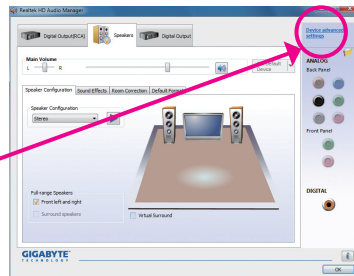 Realtek HD Audio Manager
Digital Output(RCA)
Speakers
Digital Output
Device advanced
settings
Main Volume
L
R
Device
ANALOG
Back Panel
Speaker Configuration
Sound Effects
Room Correction
Default Format
Speaker Configuration
Stereo
Front Panel
Full-range Speakers
Front left and right
Surround speakers
Virtual Surround
DIGITAL
GIGABYTE
TECHNOLOGY
OK